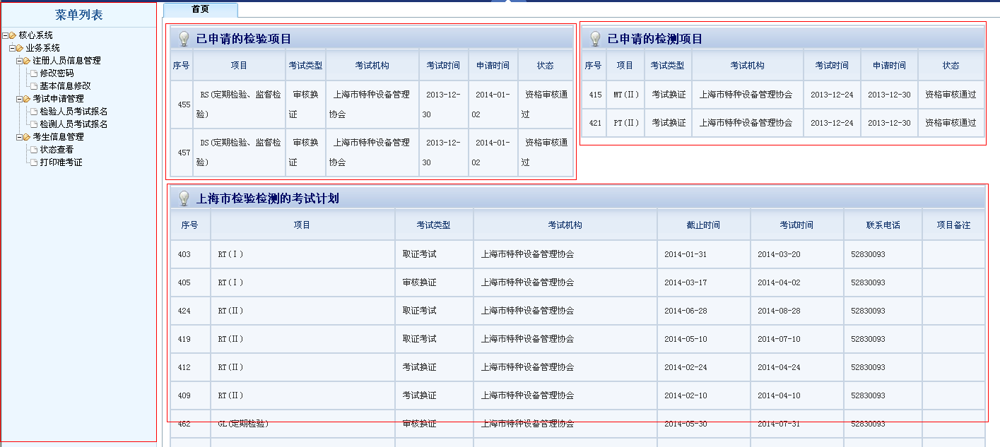 菜单列表
核心系统
业务系统
注册人员信息管理
修改密码
基本信息修改
考试申请管理
检验人员考试报名
检测人员考试报名
考生信息管理
状态查看
打印准考证
首页
已申请的检验项目
序号 项目 考试类型 考试机构 考试时间 申请时间 状态
455 RS(定期检验、监督检验) 审核换证 上海市特种设备管理协会 2013-12-30 2014-01-02 资格审核通过
457 DS(定期检验、监督检验) 审核换证 上海市特种设备管理协会 2013-12-30 2014-01-02 资格审核通过
已申请的检测项目
序号 项目 考试类型 考试机构 考试时间 申请时间 状态
415 MT(Ⅱ) 考试换证 上海市特种设备管理协会 2013-12-24 2013-12-30 资格审核通过
421 PT(Ⅱ) 考试换证 上海市特种设备管理协会 2013-12-24 2013-12-30 资格审核通过
上海市检验检测的考试计划
序号 项目 考试类型 考试机构 截止时间 考试时间 联系电话 项目备注
403 RT(Ⅰ) 取证考试 上海市特种设备管理协会 2014-01-31 2014-03-20 52830093
405 RT(Ⅰ) 审核换证 上海市特种设备管理协会 2014-03-17 2014-04-02 52830093
424 RT(Ⅱ) 取证考试 上海市特种设备管理协会 2014-06-28 2014-08-28 52830093
419 RT(Ⅱ) 取证考试 上海市特种设备管理协会 2014-05-10 2014-07-10 52830093
412 RT(Ⅱ) 考试换证 上海市特种设备管理协会 2014-02-24 2014-04-24 52830093
409 RT(Ⅱ) 考试换证 上海市特种设备管理协会 2014-02-10 2014-04-10 52830093
462 GL(定期检验) 审核换证 上海市特种设备管理协会 2014-05-30 2014-07-31 52830093